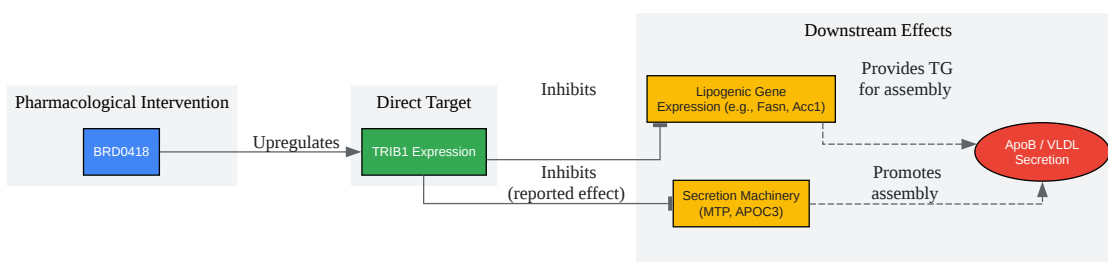 Downstream Effects
Pharmacological Intervention
BRD0418
Upregulates
Direct Target
TRIB1 Expression
Inhibits
Inhibits
(reported effect)
Lipogenic Gene
Expression (e.g., Fasn, Acc1)
Secretion Machinery
(MTP, APOC3)
Provides TG
for assembly
Promotes
assembly
ApoB / VLDL
Secretion